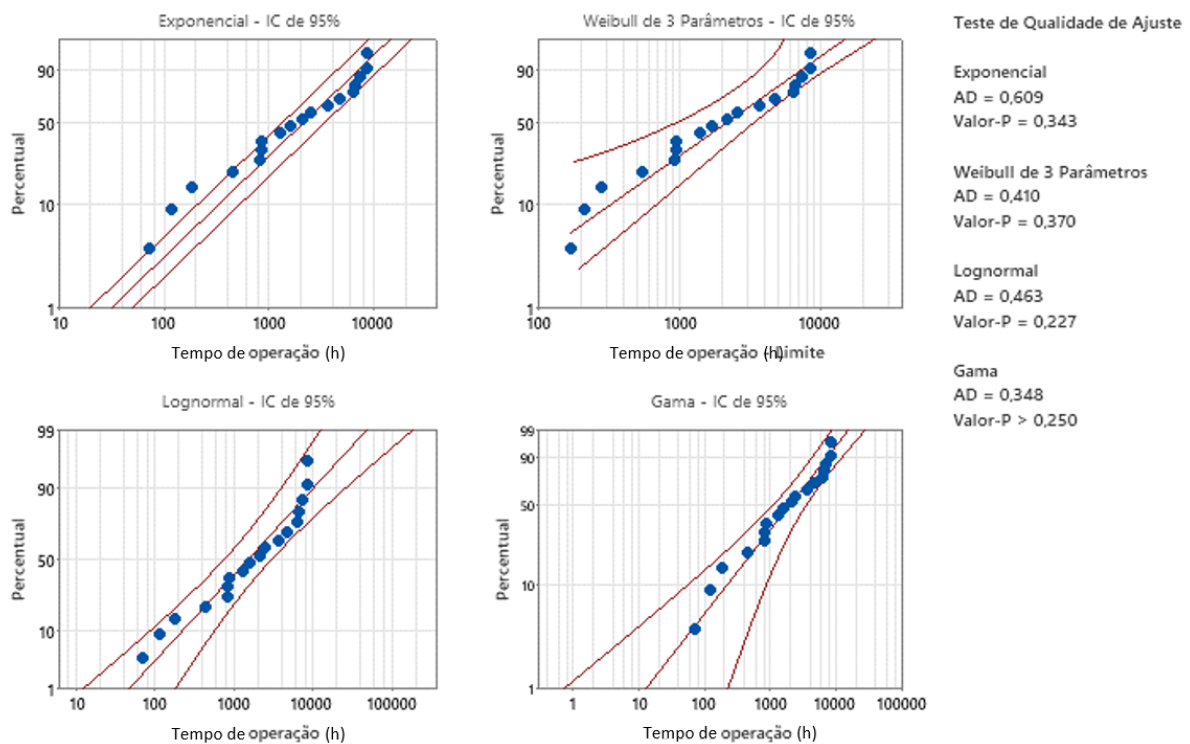 Exponencial - IC de 95%
Weibull de 3 Parâmetros - IC de 95%
Percentual
90
50
10
1
10
100
1000
10000
Tempo de operação (h)
Percentual
90
50
10
1
100
1000
10000
Tempo de operação (h) - Limite
Lognormal - IC de 95%
Gama - IC de 95%
Percentual
99
90
50
10
1
10
100
1000
10000
100000
Tempo de operação (h)
Percentual
99
90
50
10
1
1
10
100
1000
10000
100000
Tempo de operação (h)
Teste de Qualidade de Ajuste
Exponencial
AD = 0,609
Valor-P = 0,343
Weibull de 3 Parâmetros
AD = 0,410
Valor-P = 0,370
Lognormal
AD = 0,463
Valor-P = 0,227
Gama
AD = 0,348
Valor-P > 0,250